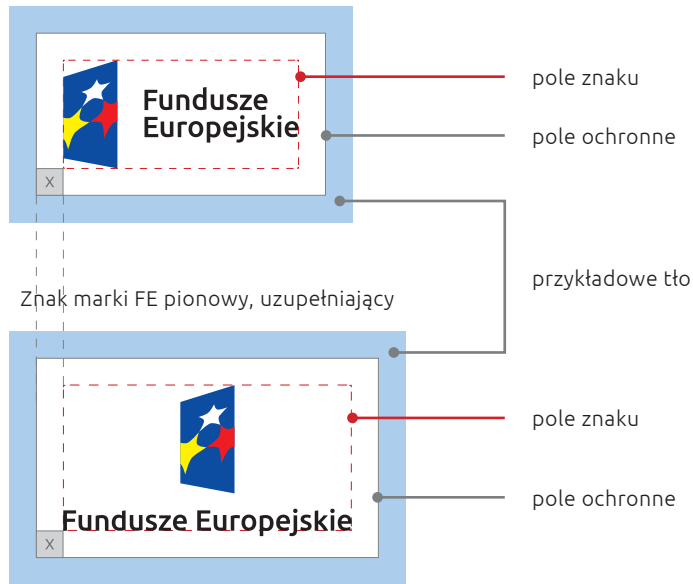 Fundusze
Europejskie
pole znaku
pole ochronne
X
przykładowe tło
Znak marki FE pionowy, uzupełniający
pole znaku
Fundusze Europejskie
pole ochronne
X